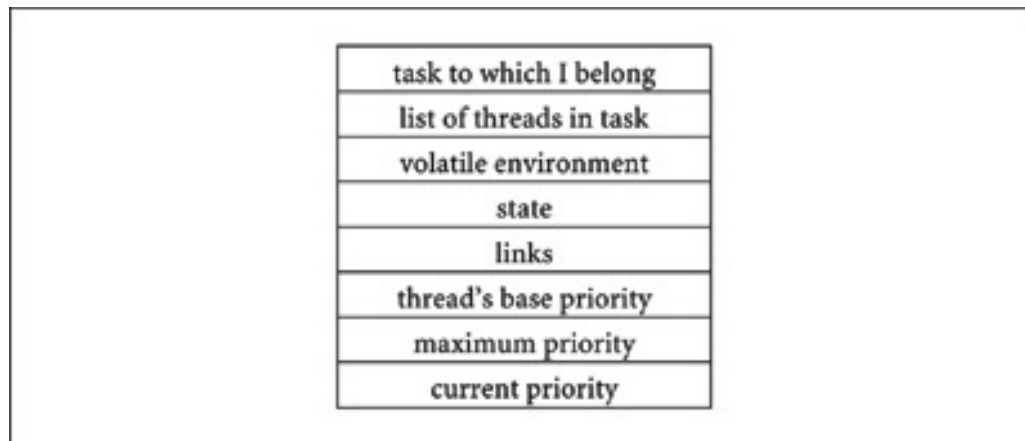 task to which I belong
list of threads in task
volatile environment
state
links
thread's base priority
maximum priority
current priority